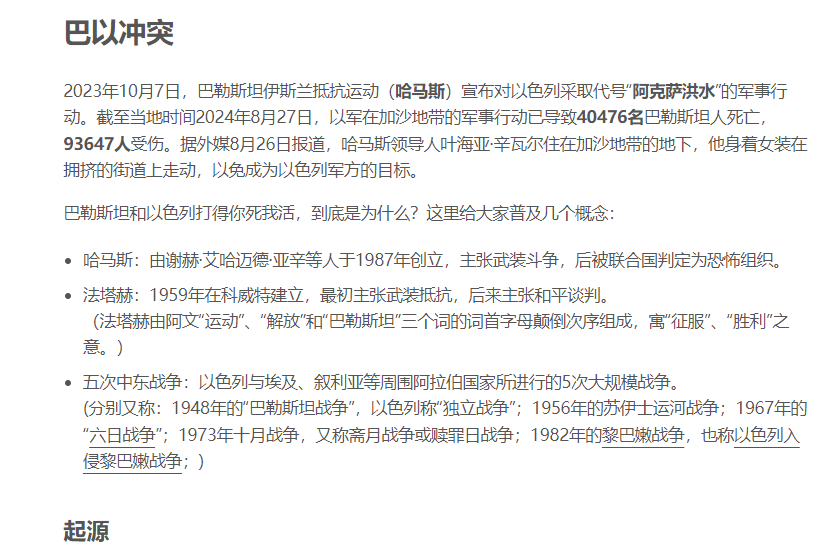 巴以冲突
2023年10月7日，巴勒斯坦伊斯兰抵抗运动（哈马斯）宣布对以色列采取代号“阿克萨洪水”的军事行
动。截至当地时间2024年8月27日，以军在加沙地带的军事行动已导致40476名巴勒斯坦人死亡，
93647人受伤。据外媒8月26日报道，哈马斯领导人叶海亚·辛瓦尔住在加沙地带的地下，他身着女装在
拥挤的街道上走动，以免成为以色列军方的目标。
巴勒斯坦和以色列打得你死我活，到底是为什么？这里给大家普及几个概念：
• 哈马斯：由谢赫·艾哈迈德·亚辛等人于1987年创立，主张武装斗争，后被联合国判定为恐怖组织。
• 法塔赫：1959年在科威特建立，最初主张武装抵抗，后来主张和平谈判。
（法塔赫由阿文“运动”、“解放”和“巴勒斯坦”三个词的词首字母颠倒次序组成，寓“征服”、“胜利”之
意。）
• 五次中东战争：以色列与埃及、叙利亚等周围阿拉伯国家所进行的5次大规模战争。
(分别又称：1948年的“巴勒斯坦战争”，以色列称“独立战争”；1956年的苏伊士运河战争；1967年的
“六日战争”；1973年十月战争，又称斋月战争或赎罪日战争；1982年的黎巴嫩战争，也称以色列入
侵黎巴嫩战争；)
起源